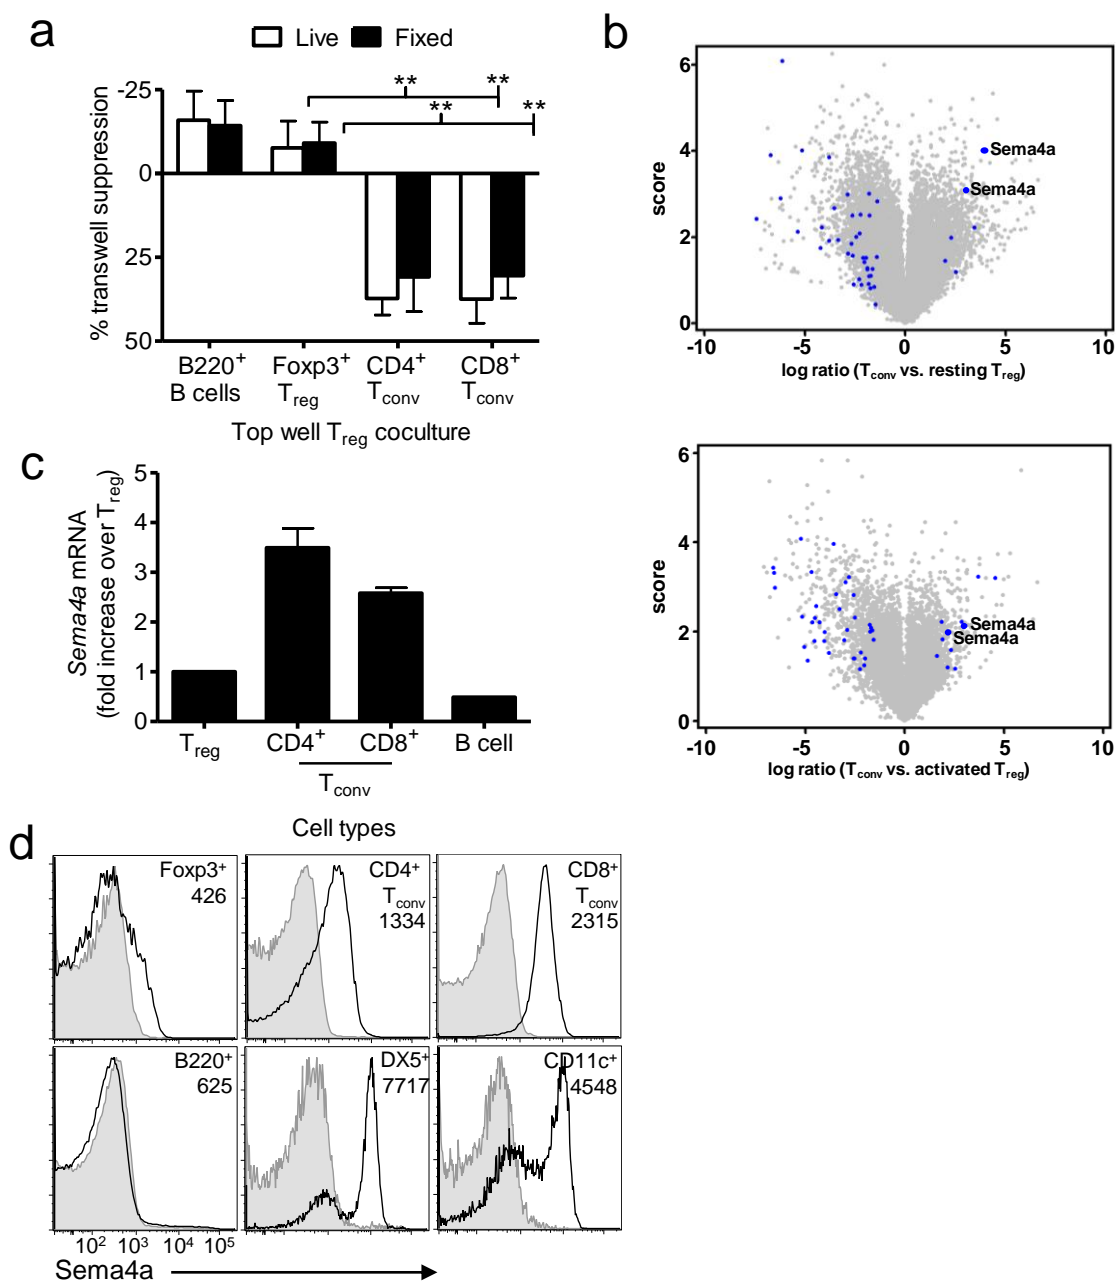 a
Live Fixed
% transwell suppression
-25
0
25
50
** **
** **
B220+ B cells
Foxp3+ Treg
CD4+ Tconv
CD8+ Tconv
Top well Treg coculture
b
score
6
4
2
0
Sema4a
Sema4a
-10 -5 0 5 10
log ratio (Tconv vs. resting Treg)
score
6
4
2
0
Sema4a
Sema4a
-10 -5 0 5 10
log ratio (Tconv vs. activated Treg)
c
Sema4a mRNA
(fold increase over Treg)
5
4
3
2
1
0
Treg CD4+ CD8+ B cell
Tconv
Cell types
d
Foxp3+
426
CD4+
Tconv
1334
CD8+
Tconv
2315
B220+
625
DX5+
7717
CD11c+
4548
10² 10³ 10⁴ 10⁵
Sema4a